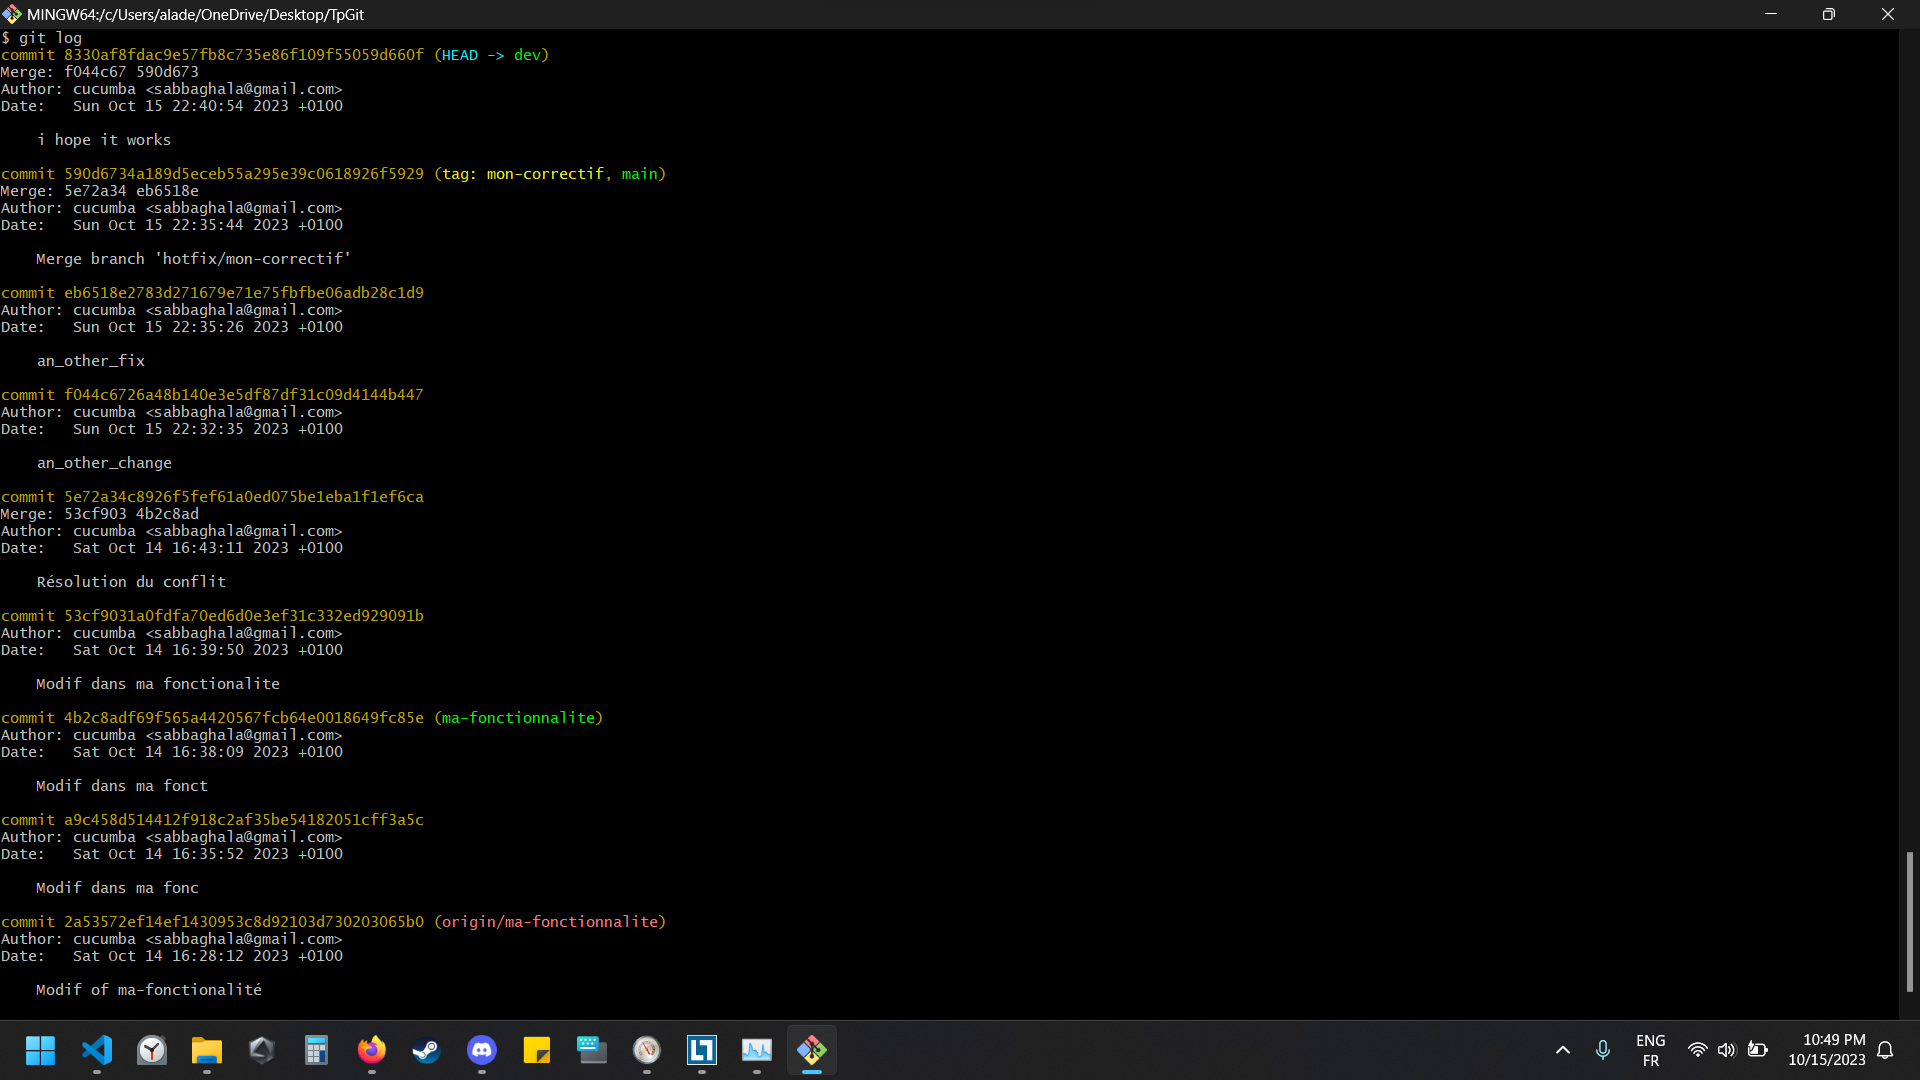 MINGW64:/c/Users/alade/OneDrive/Desktop/TpGit
$ git log
commit 8330af8fdac9e57fb8c735e86f109f55059d660f (HEAD -> dev)
Merge: f044c67 590d673
Author: cucumba <sabbaghala@gmail.com>
Date:   Sun Oct 15 22:40:54 2023 +0100
i hope it works
commit 590d6734a189d5eceb55a295e39c0618926f5929 (tag: mon-correctif, main)
Merge: 5e72a34 eb6518e
Author: cucumba <sabbaghala@gmail.com>
Date:   Sun Oct 15 22:35:44 2023 +0100
Merge branch 'hotfix/mon-correctif'
commit eb6518e2783d271679e71e75fbfbe06adb28c1d9
Author: cucumba <sabbaghala@gmail.com>
Date:   Sun Oct 15 22:35:26 2023 +0100
an_other_fix
commit f044c6726a48b140e3e5df87df31c09d4144b447
Author: cucumba <sabbaghala@gmail.com>
Date:   Sun Oct 15 22:32:35 2023 +0100
an_other_change
commit 5e72a34c8926f5fef61a0ed075be1eba1f1ef6ca
Merge: 53cf903 4b2c8ad
Author: cucumba <sabbaghala@gmail.com>
Date:   Sat Oct 14 16:43:11 2023 +0100
Résolution du conflit
commit 53cf9031a0fdfa70ed6d0e3ef31c332ed929091b
Author: cucumba <sabbaghala@gmail.com>
Date:   Sat Oct 14 16:39:50 2023 +0100
Modif dans ma fonctionalite
commit 4b2c8adf69f565a4420567fcb64e0018649fc85e (ma-fonctionnalite)
Author: cucumba <sabbaghala@gmail.com>
Date:   Sat Oct 14 16:38:09 2023 +0100
Modif dans ma fonct
commit a9c458d514412f918c2af35be54182051cff3a5c
Author: cucumba <sabbaghala@gmail.com>
Date:   Sat Oct 14 16:35:52 2023 +0100
Modif dans ma fonc
commit 2a53572ef14ef1430953c8d92103d730203065b0 (origin/ma-fonctionnalite)
Author: cucumba <sabbaghala@gmail.com>
Date:   Sat Oct 14 16:28:12 2023 +0100
Modif of ma-fonctionalité
ENG
FR
10:49 PM
10/15/2023